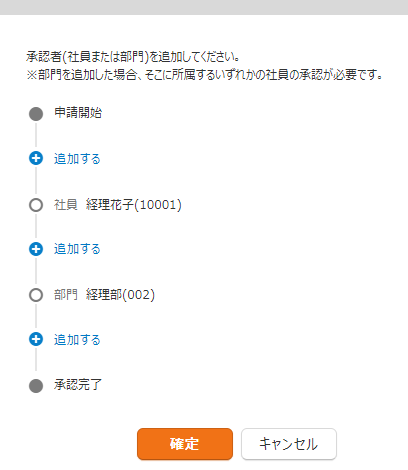 承認者(社員または部門)を追加してください。
※部門を追加した場合、そこに所属するいずれかの社員の承認が必要です。
申請開始
追加する
社員 経理花子(10001)
追加する
部門 経理部(002)
追加する
承認完了
確定 キャンセル